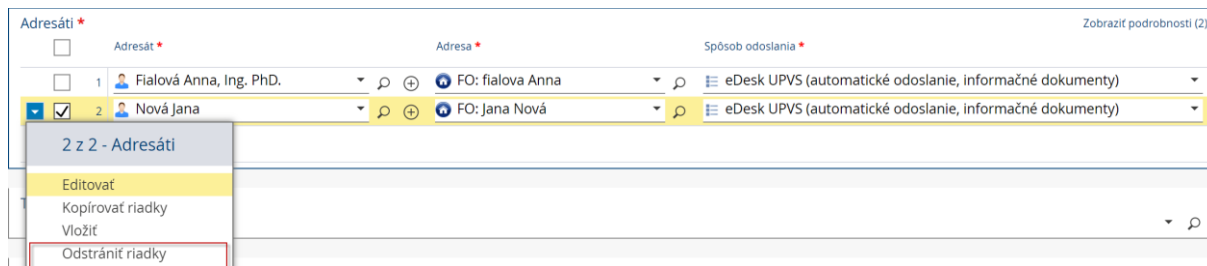 Adresáti * Zobraziť podrobnosti (2)
Adresát * Adresa * Spôsob odoslania *
1 Fialová Anna, Ing. PhD. FO: fialova Anna eDesk UPVS (automatické odoslanie, informačné dokumenty)
2 Nová Jana FO: Jana Nová eDesk UPVS (automatické odoslanie, informačné dokumenty)
2 z 2 - Adresáti
Editovať
Kopírovať riadky
Vložiť
Odstrániť riadky